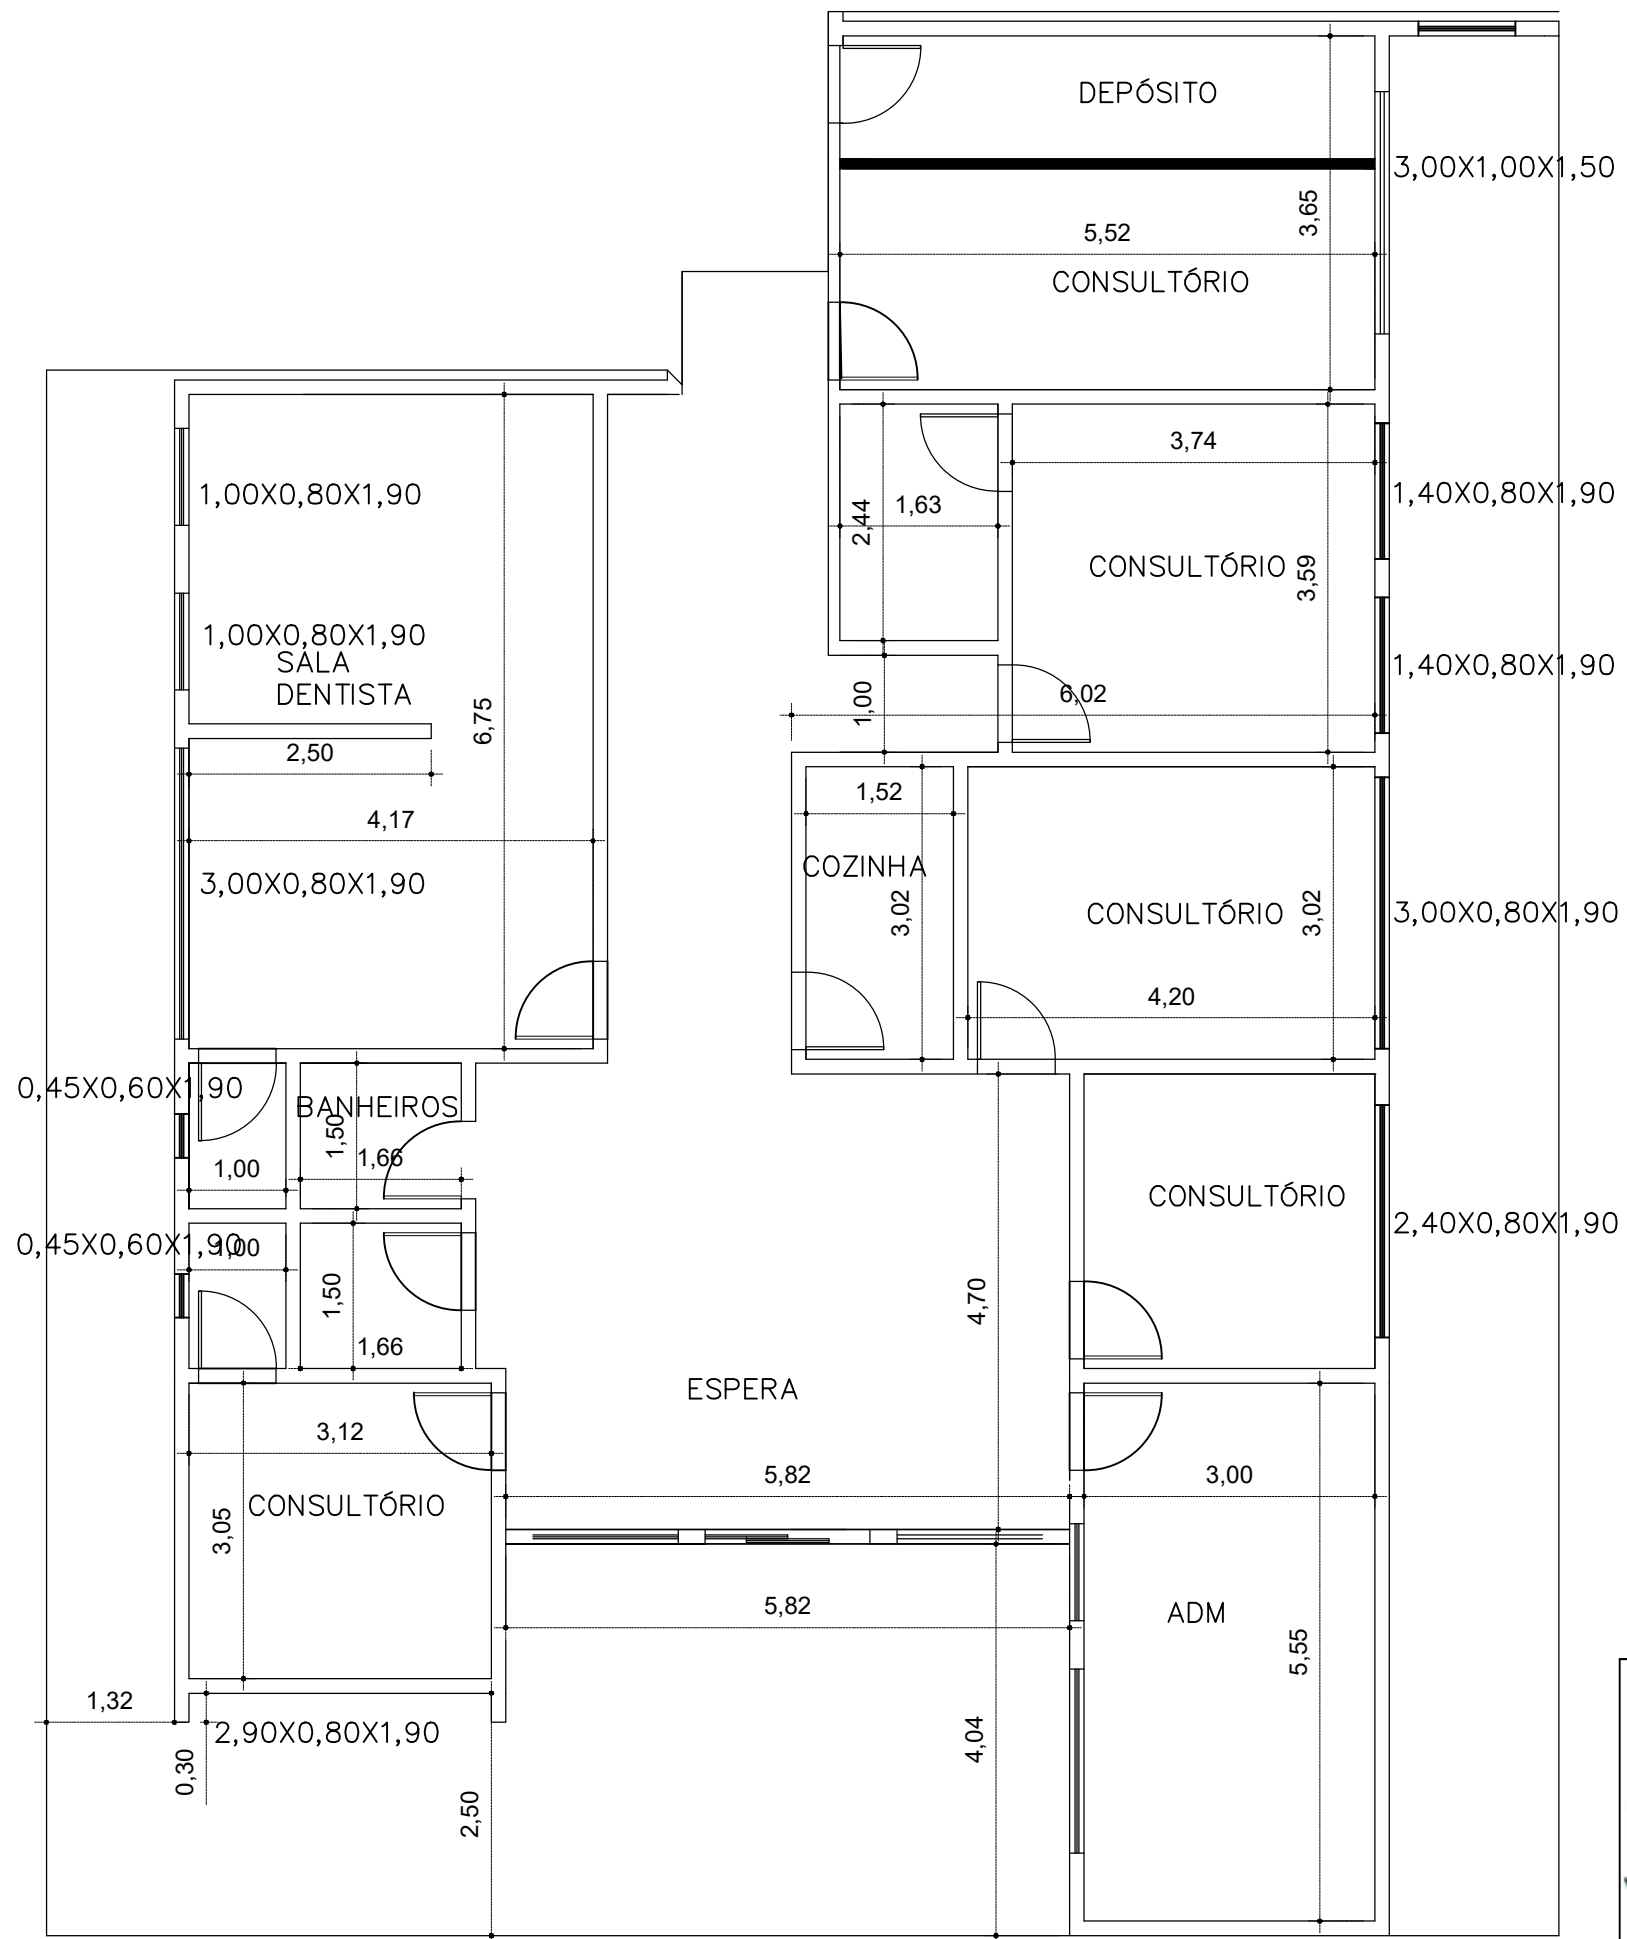 DEPÓSITO
3,00X1,00X1,50
3,65
5,52
CONSULTÓRIO
3,74
1,00X0,80X1,90
1,40X0,80X1,90
2,44
1,63
CONSULTÓRIO
3,59
1,00X0,80X1,90
SALA
DENTISTA
1,40X0,80X1,90
6,75
1,00
6,02
2,50
1,52
4,17
COZINHA
3,00X0,80X1,90
3,02
CONSULTÓRIO
3,02
3,00X0,80X1,90
4,20
0,45X0,60X1,90
BANHEIROS
1,50
1,66
1,00
CONSULTÓRIO
2,40X0,80X1,90
0,45X0,60X1,90
1,00
1,50
4,70
1,66
ESPERA
3,12
5,82
3,00
CONSULTÓRIO
3,05
5,82
ADM
5,55
1,32
2,90X0,80X1,90
0,30
4,04
2,50